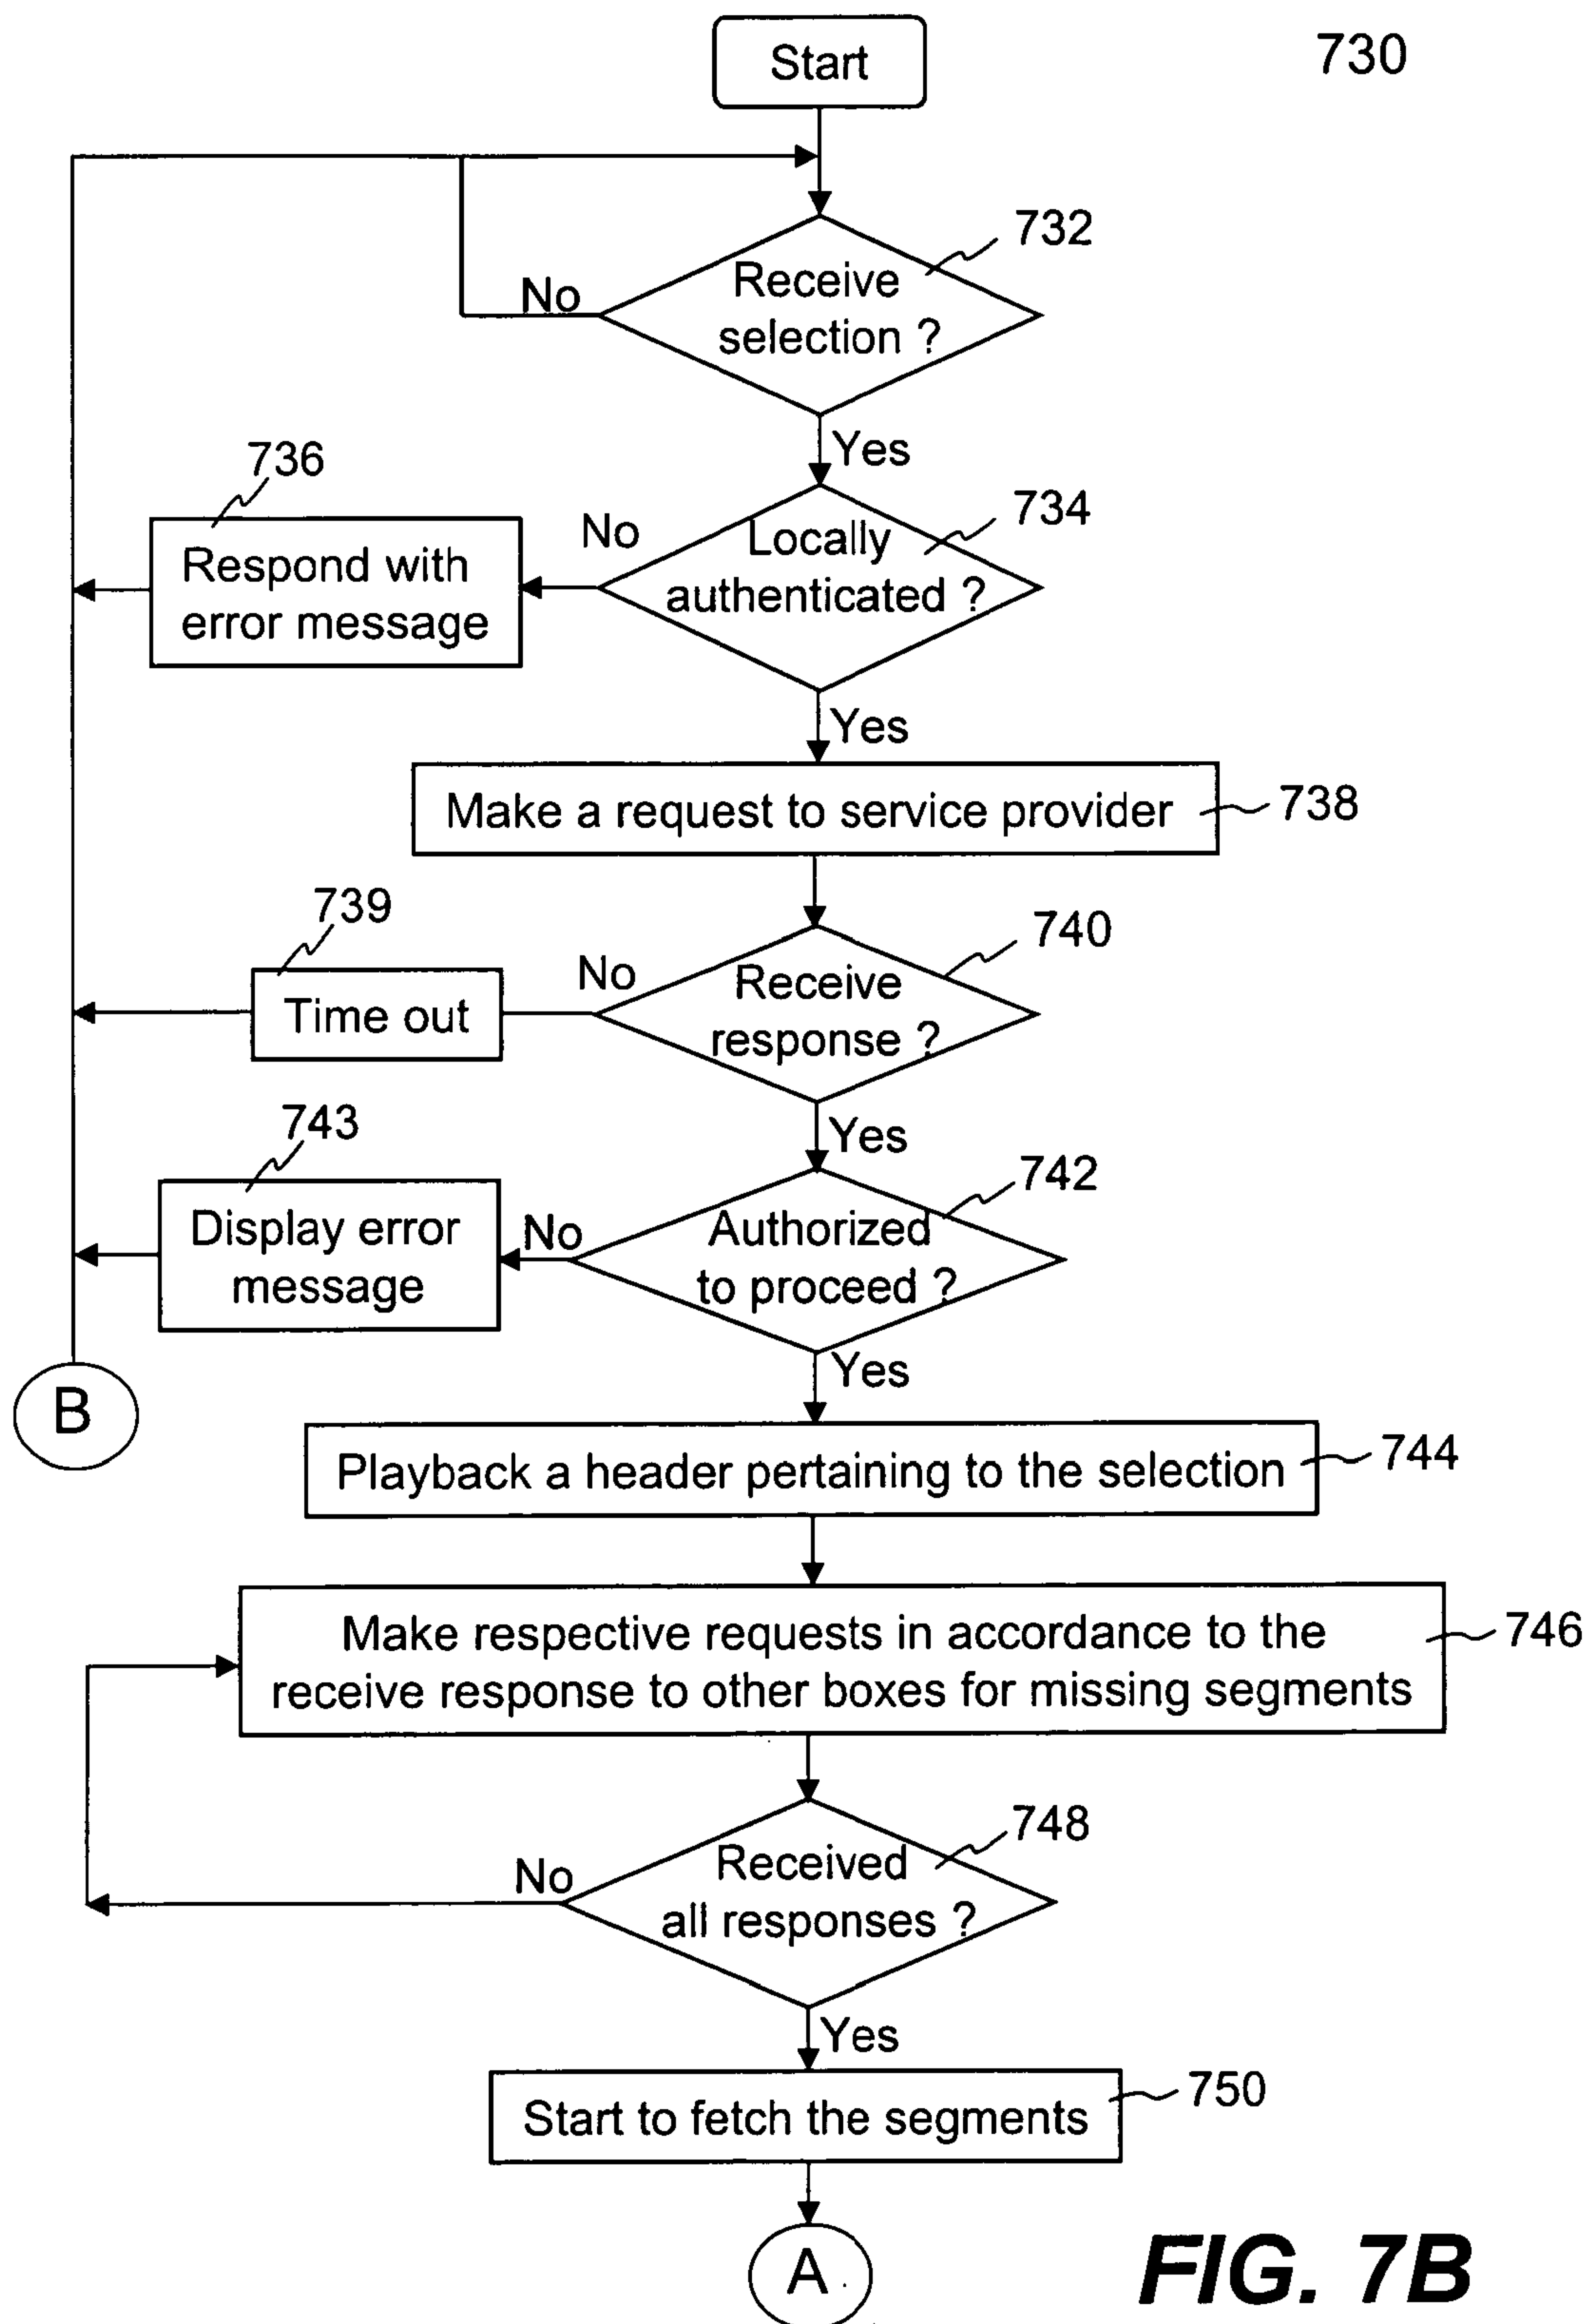 Start
730
732
Receive
selection ?
No
Yes
736
734
Locally
authenticated ?
No
Respond with
error message
Yes
Make a request to service provider
738
739
740
No
Receive
response ?
Time out
743
Yes
742
Display error
message
No
Authorized
to proceed ?
Yes
B
Playback a header pertaining to the selection
744
Make respective requests in accordance to the
receive response to other boxes for missing segments
746
748
Received
all responses ?
No
Yes
750
Start to fetch the segments
A
FIG. 7B